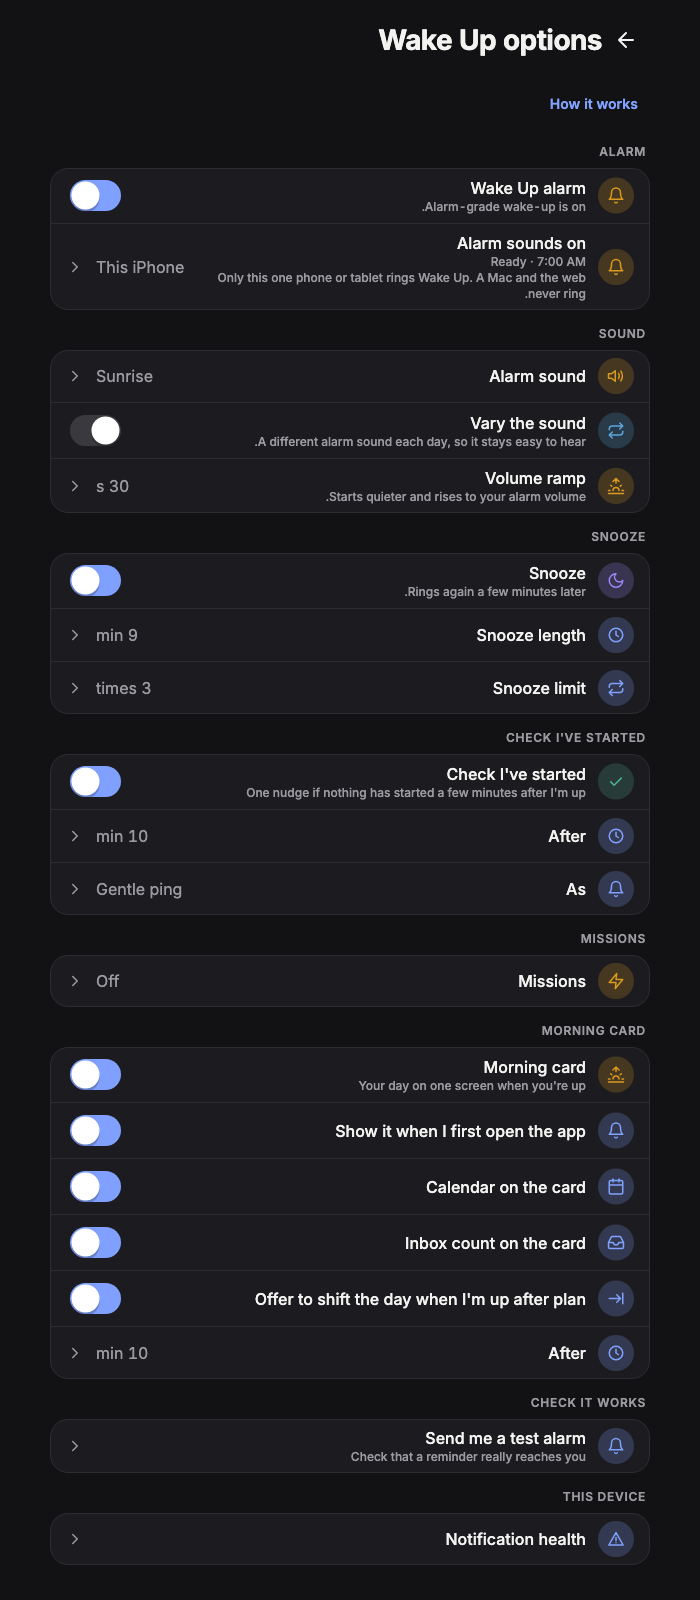 Wake Up options
How it works
ALARM
Wake Up alarm
.Alarm-grade wake-up is on
Alarm sounds on
Ready · 7:00 AM
Only this one phone or tablet rings Wake Up. A Mac and the web
.never ring
This iPhone
SOUND
Alarm sound
Sunrise
Vary the sound
.A different alarm sound each day, so it stays easy to hear
Volume ramp
.Starts quieter and rises to your alarm volume
s 30
SNOOZE
Snooze
.Rings again a few minutes later
Snooze length
min 9
Snooze limit
times 3
CHECK I'VE STARTED
Check I've started
One nudge if nothing has started a few minutes after I'm up
After
min 10
As
Gentle ping
MISSIONS
Missions
Off
MORNING CARD
Morning card
Your day on one screen when you're up
Show it when I first open the app
Calendar on the card
Inbox count on the card
Offer to shift the day when I'm up after plan
After
min 10
CHECK IT WORKS
Send me a test alarm
Check that a reminder really reaches you
THIS DEVICE
Notification health